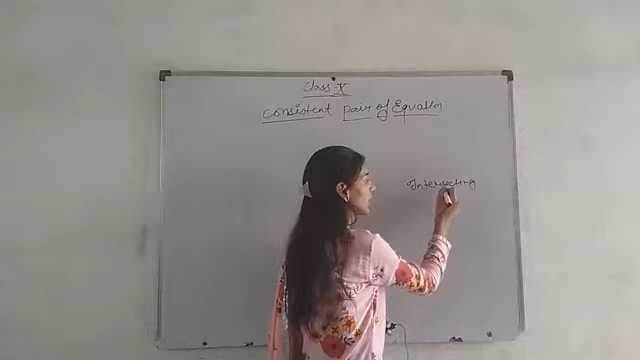 Class-X
Consistent pair of Equation
Intersecting